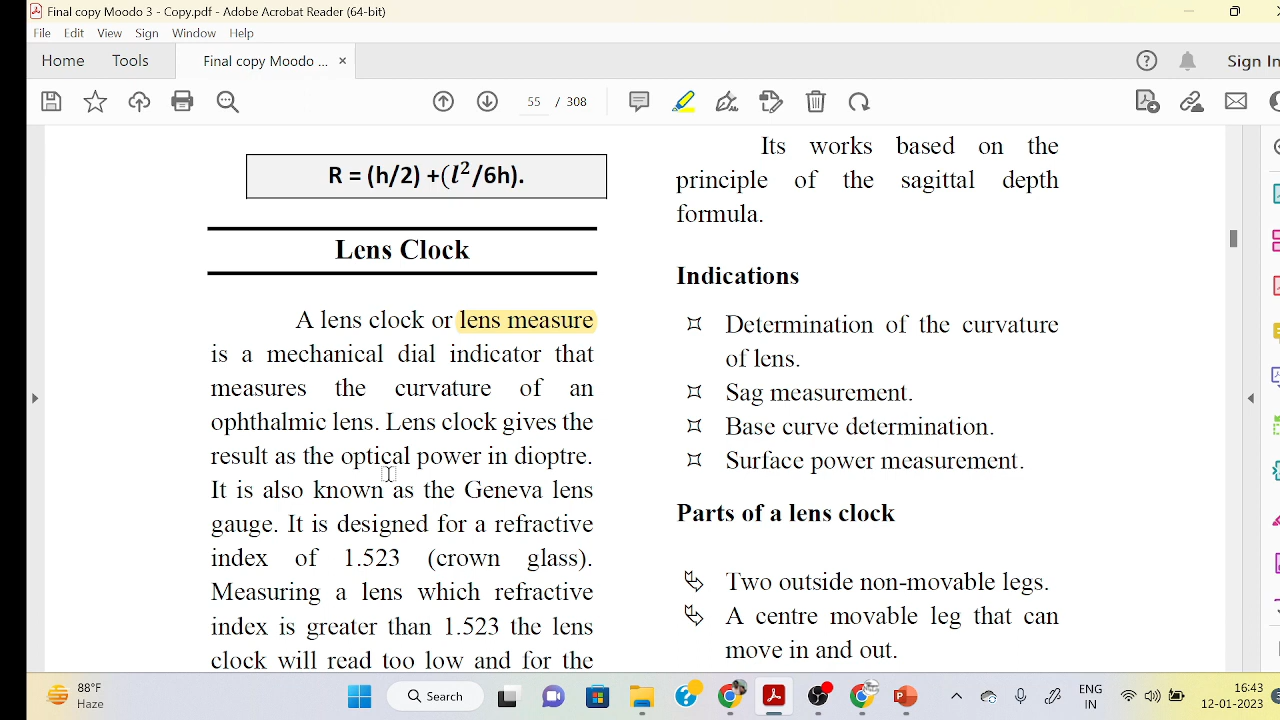 Final copy Moodo 3 - Copy.pdf - Adobe Acrobat Reader (64-bit)
File Edit View Sign Window Help
Home Tools Final copy Moodo ... × Sign In
55 / 308
R = (h/2) +(l²/6h).
Lens Clock
A lens clock or lens measure
is a mechanical dial indicator that
measures the curvature of an
ophthalmic lens. Lens clock gives the
result as the optical power in dioptre.
It is also known as the Geneva lens
gauge. It is designed for a refractive
index of 1.523 (crown glass).
Measuring a lens which refractive
index is greater than 1.523 the lens
clock will read too low and for the
Its works based on the
principle of the sagittal depth
formula.
Indications
Determination of the curvature
of lens.
Sag measurement.
Base curve determination.
Surface power measurement.
Parts of a lens clock
Two outside non-movable legs.
A centre movable leg that can
move in and out.
88°F
Haze
Search
ENG
IN
16:43
12-01-2023